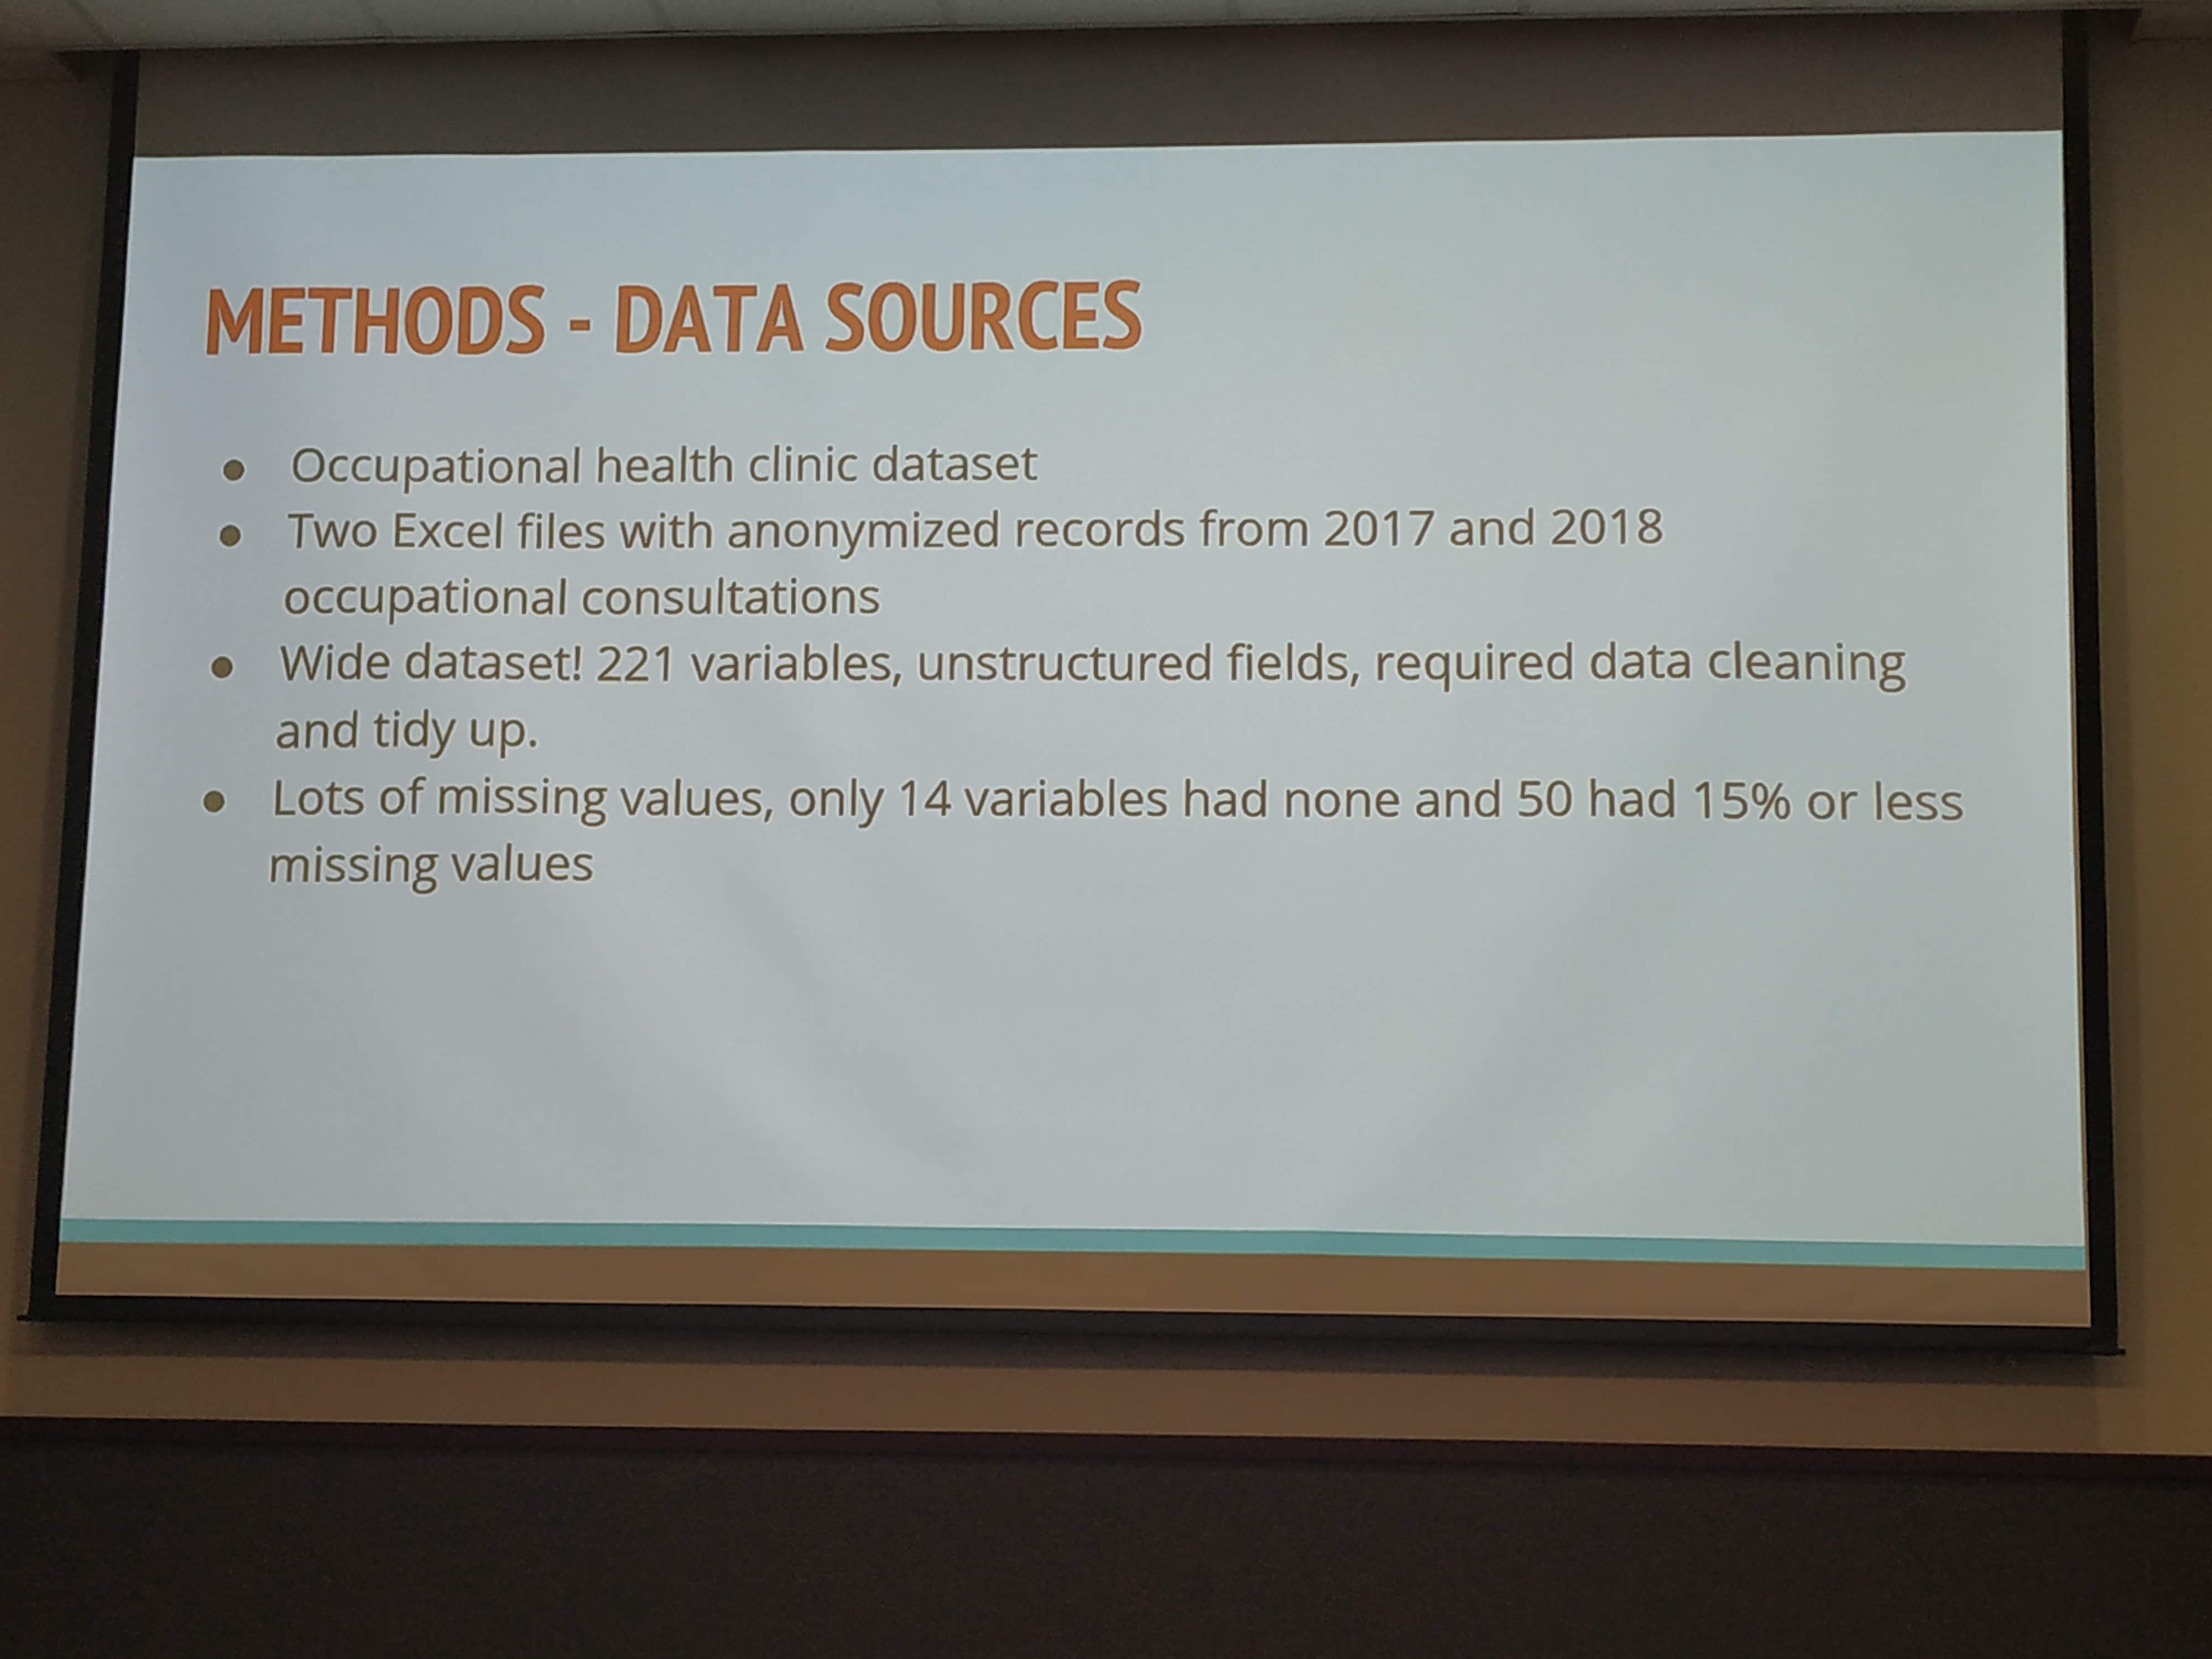 METHODS - DATA SOURCES
● Occupational health clinic dataset
● Two Excel files with anonymized records from 2017 and 2018
occupational consultations
● Wide dataset! 221 variables, unstructured fields, required data cleaning
and tidy up.
● Lots of missing values, only 14 variables had none and 50 had 15% or less
missing values